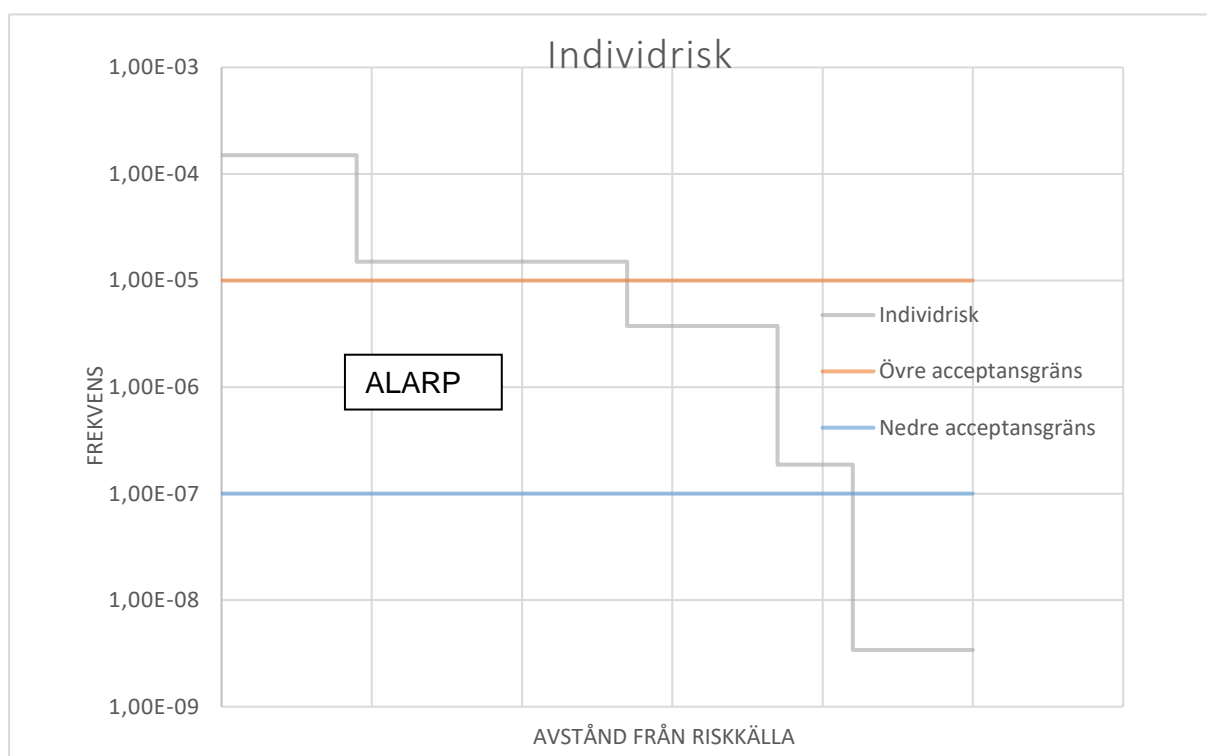 Individrisk
1,00E-03
1,00E-04
1,00E-05
1,00E-06
1,00E-07
1,00E-08
1,00E-09
FREKVENS
ALARP
Individrisk
Övre acceptansgräns
Nedre acceptansgräns
AVSTÅND FRÅN RISKKÄLLA